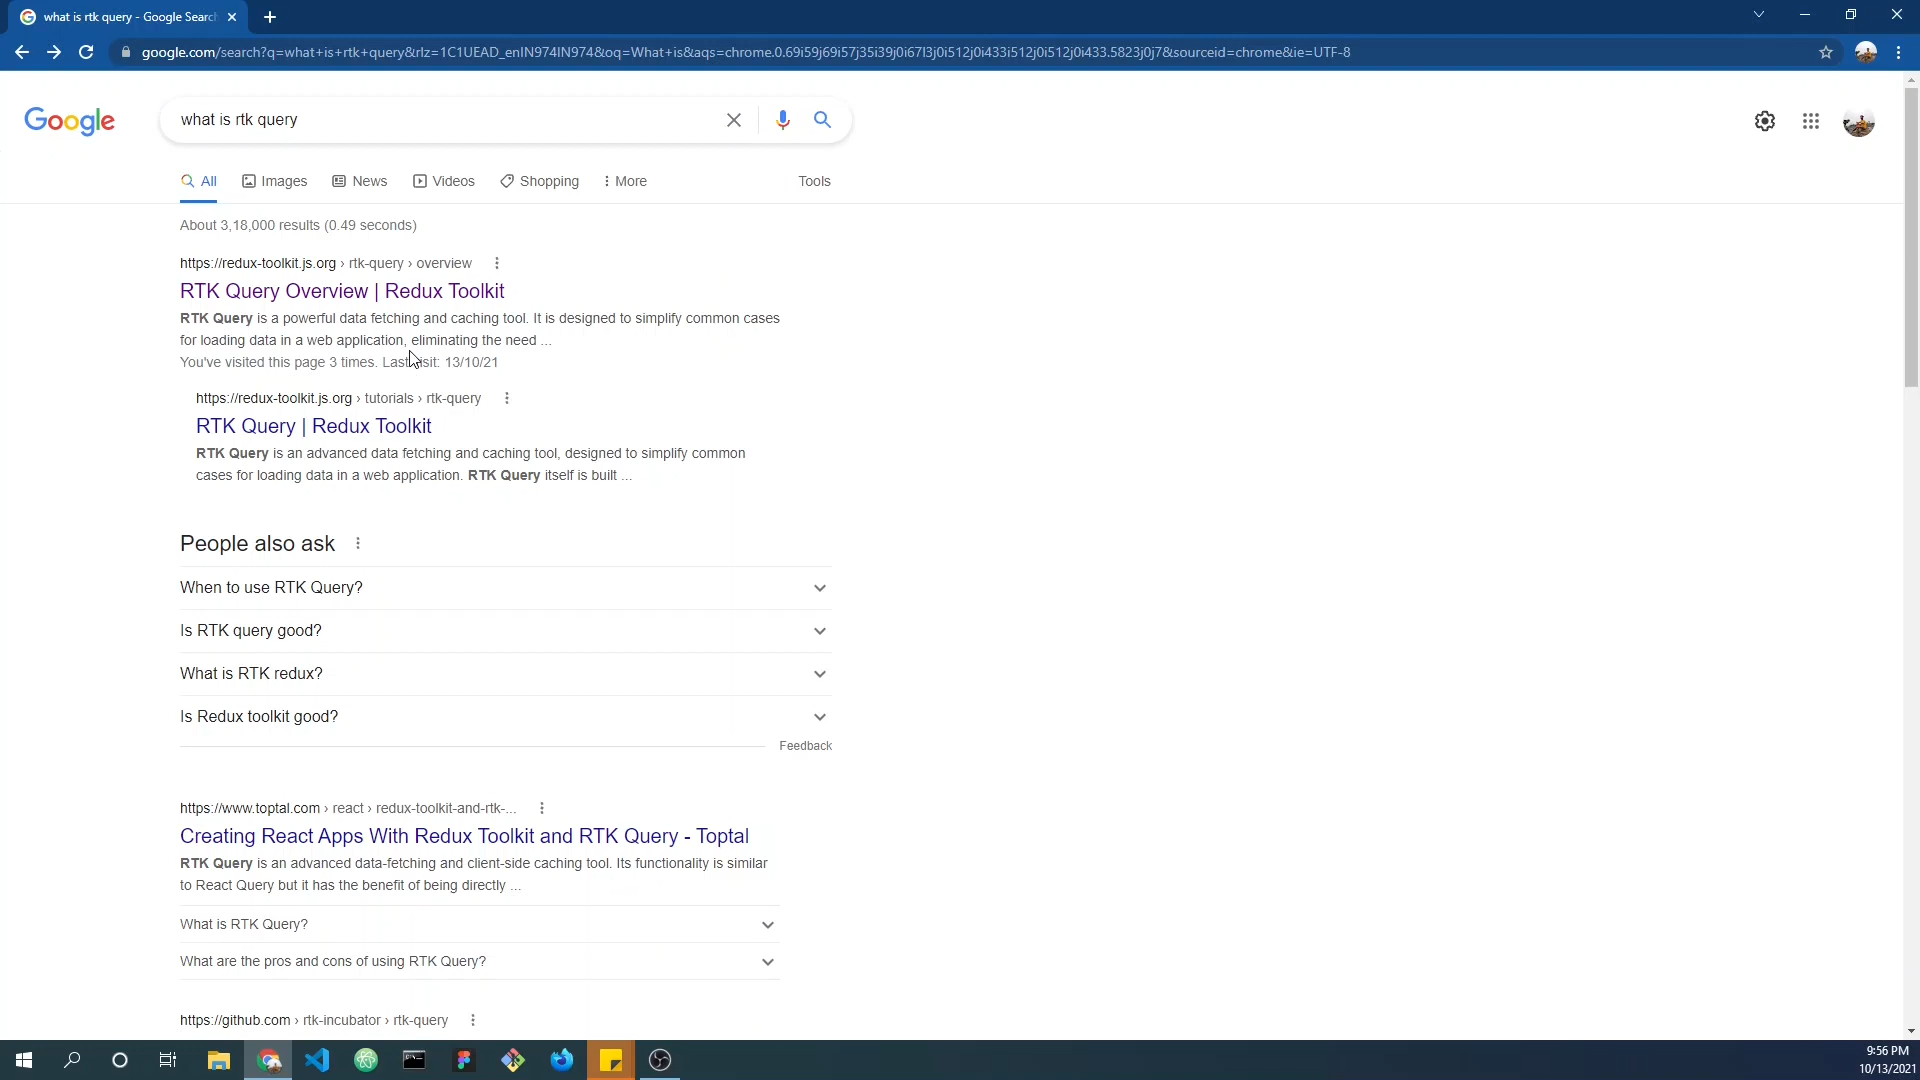 what is rtk query - Google Search
google.com/search?q=what+is+rtk+query&rlz=1C1UEAD_enIN974IN974&oq=What+is&aqs=chrome.0.69i59j69i57j35i39j0i67l3j0i512j0i433i512j0i512j0i433.5823j0j7&sourceid=chrome&ie=UTF-8
Google
what is rtk query
All Images News Videos Shopping More Tools
About 3,18,000 results (0.49 seconds)
https://redux-toolkit.js.org › rtk-query › overview
RTK Query Overview | Redux Toolkit
RTK Query is a powerful data fetching and caching tool. It is designed to simplify common cases
for loading data in a web application, eliminating the need ...
You've visited this page 3 times. Last visit: 13/10/21
https://redux-toolkit.js.org › tutorials › rtk-query
RTK Query | Redux Toolkit
RTK Query is an advanced data fetching and caching tool, designed to simplify common
cases for loading data in a web application. RTK Query itself is built ...
People also ask
When to use RTK Query?
Is RTK query good?
What is RTK redux?
Is Redux toolkit good?
Feedback
https://www.toptal.com › react › redux-toolkit-and-rtk-...
Creating React Apps With Redux Toolkit and RTK Query - Toptal
RTK Query is an advanced data-fetching and client-side caching tool. Its functionality is similar
to React Query but it has the benefit of being directly ...
What is RTK Query?
What are the pros and cons of using RTK Query?
https://github.com › rtk-incubator › rtk-query
9:56 PM
10/13/2021